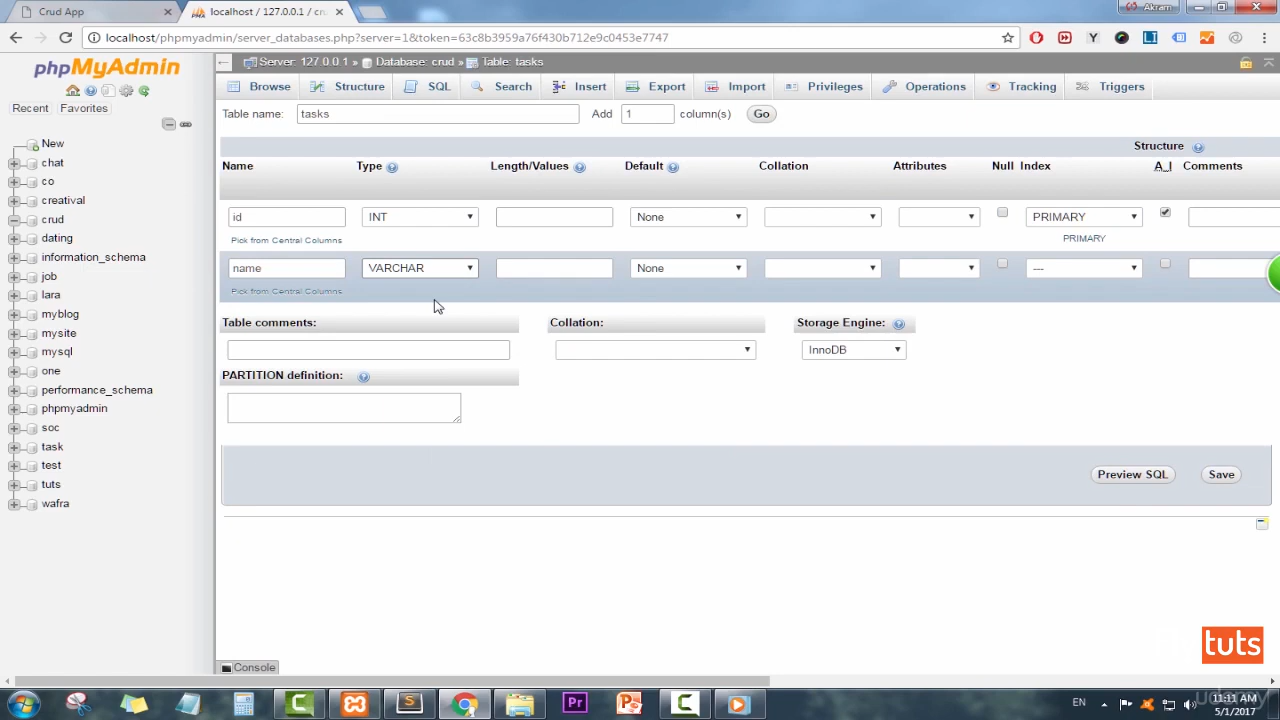 Crud App
localhost / 127.0.0.1 / cru
Akram
localhost/phpmyadmin/server_databases.php?server=1&token=63c8b3959a76f430b712e9c0453e7747
phpMyAdmin
Recent Favorites
New
chat
co
creatival
crud
dating
information_schema
job
lara
myblog
mysite
mysql
one
performance_schema
phpmyadmin
soc
task
test
tuts
wafra
Server: 127.0.0.1 » Database: crud » Table: tasks
Browse Structure SQL Search Insert Export Import Privileges Operations Tracking Triggers
Table name: tasks Add 1 column(s) Go
Structure
Name Type Length/Values Default Collation Attributes Null Index A_I Comments
id INT None PRIMARY
Pick from Central Columns PRIMARY
name VARCHAR None ---
Pick from Central Columns
Table comments: Collation: Storage Engine:
InnoDB
PARTITION definition:
Preview SQL Save
Console
tuts
EN
11:11 AM
5/1/2017
udemy